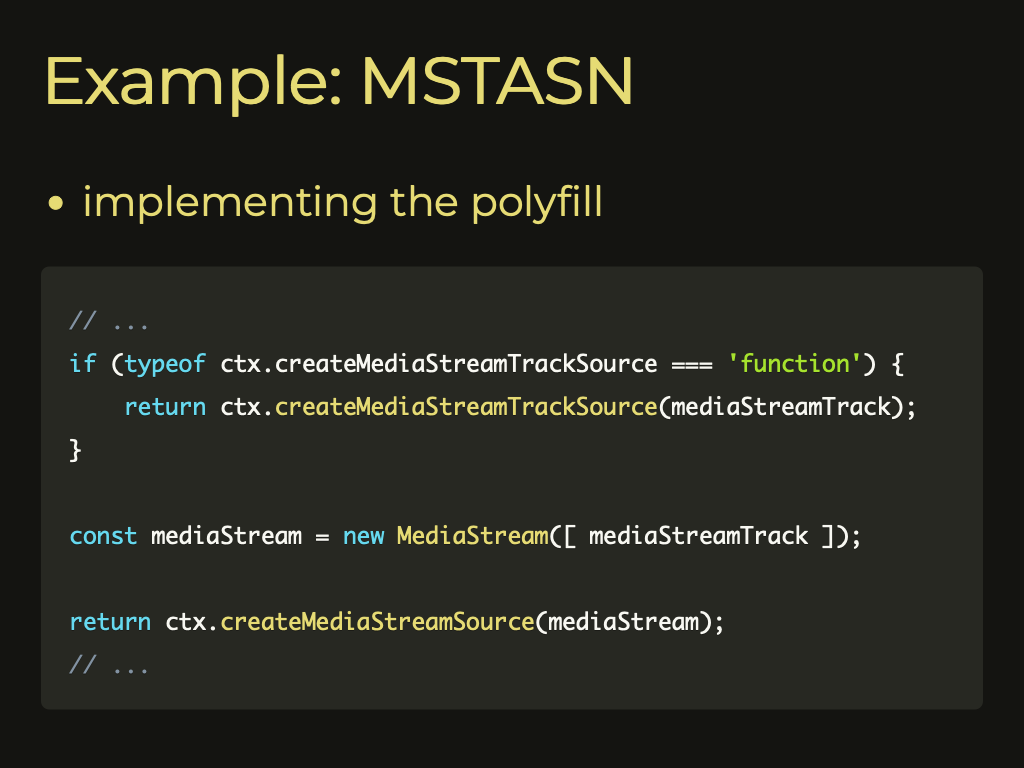 Example: MSTASN
• implementing the polyfill
// ...
if (typeof ctx.createMediaStreamTrackSource === 'function') {
    return ctx.createMediaStreamTrackSource(mediaStreamTrack);
}
const mediaStream = new MediaStream([ mediaStreamTrack ]);
return ctx.createMediaStreamSource(mediaStream);
// ...